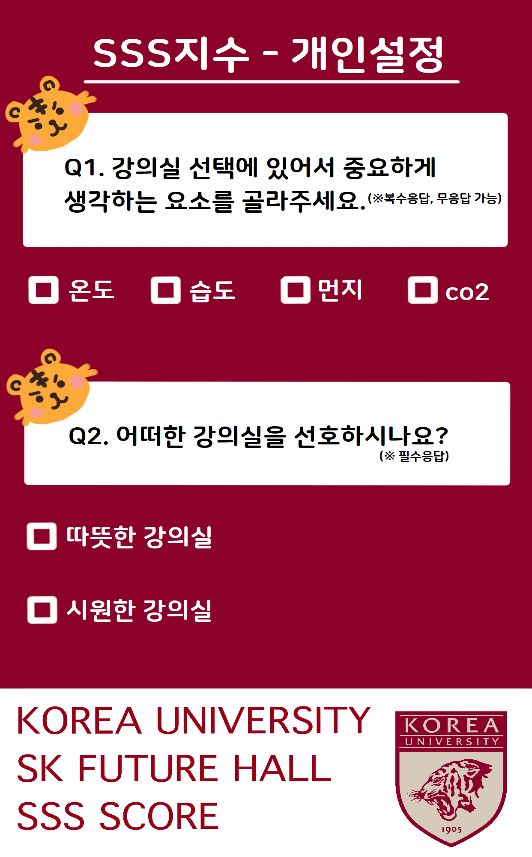 SSS지수 - 개인설정
Q1. 강의실 선택에 있어서 중요하게
생각하는 요소를 골라주세요.(※복수응답, 무응답 가능)
온도 습도 먼지 co2
Q2. 어떠한 강의실을 선호하시나요?
(※ 필수응답)
따뜻한 강의실
시원한 강의실
KOREA UNIVERSITY
SK FUTURE HALL
SSS SCORE
KOREA
UNIVERSITY
1905